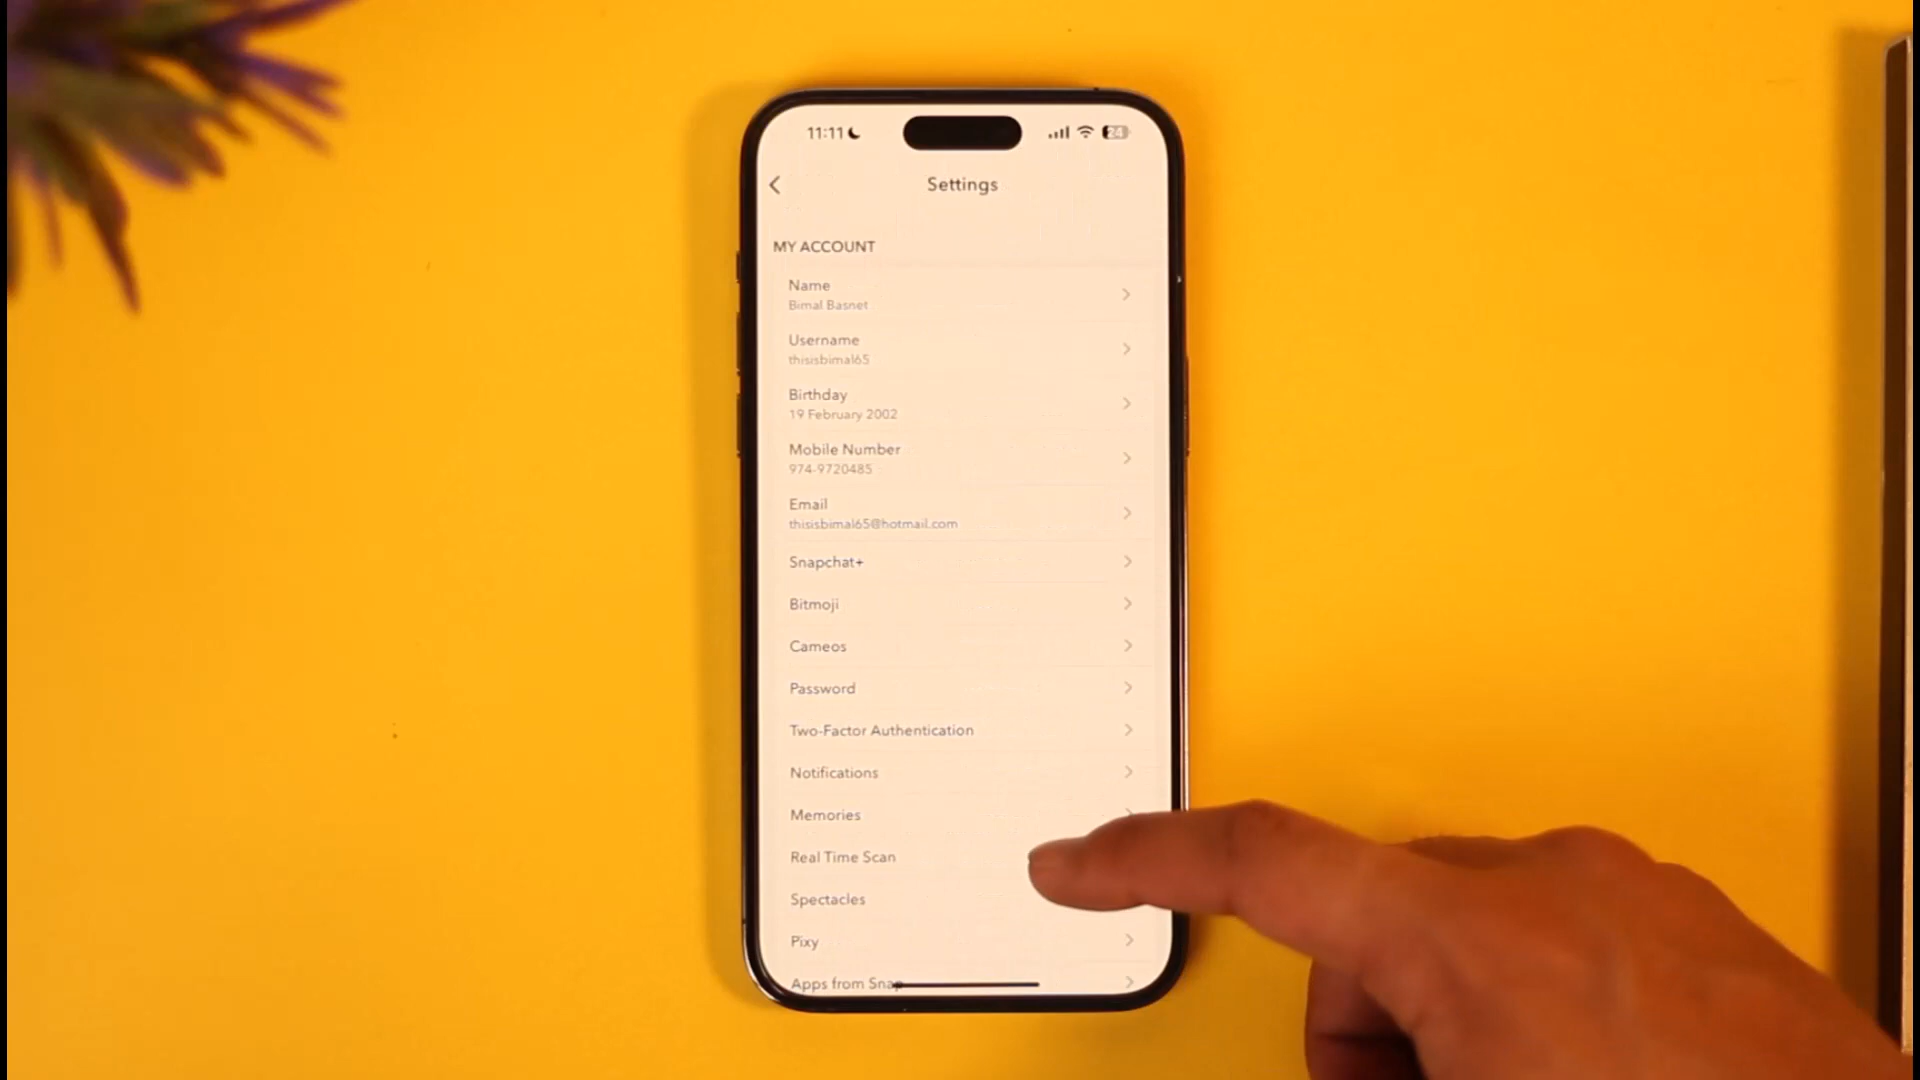 11:11
24
Settings
MY ACCOUNT
Name
Bimal Basnet
Username
thisisbimal65
Birthday
19 February 2002
Mobile Number
974-9720485
Email
thisisbimal65@hotmail.com
Snapchat+
Bitmoji
Cameos
Password
Two-Factor Authentication
Notifications
Memories
Real Time Scan
Spectacles
Pixy
Apps from Snap